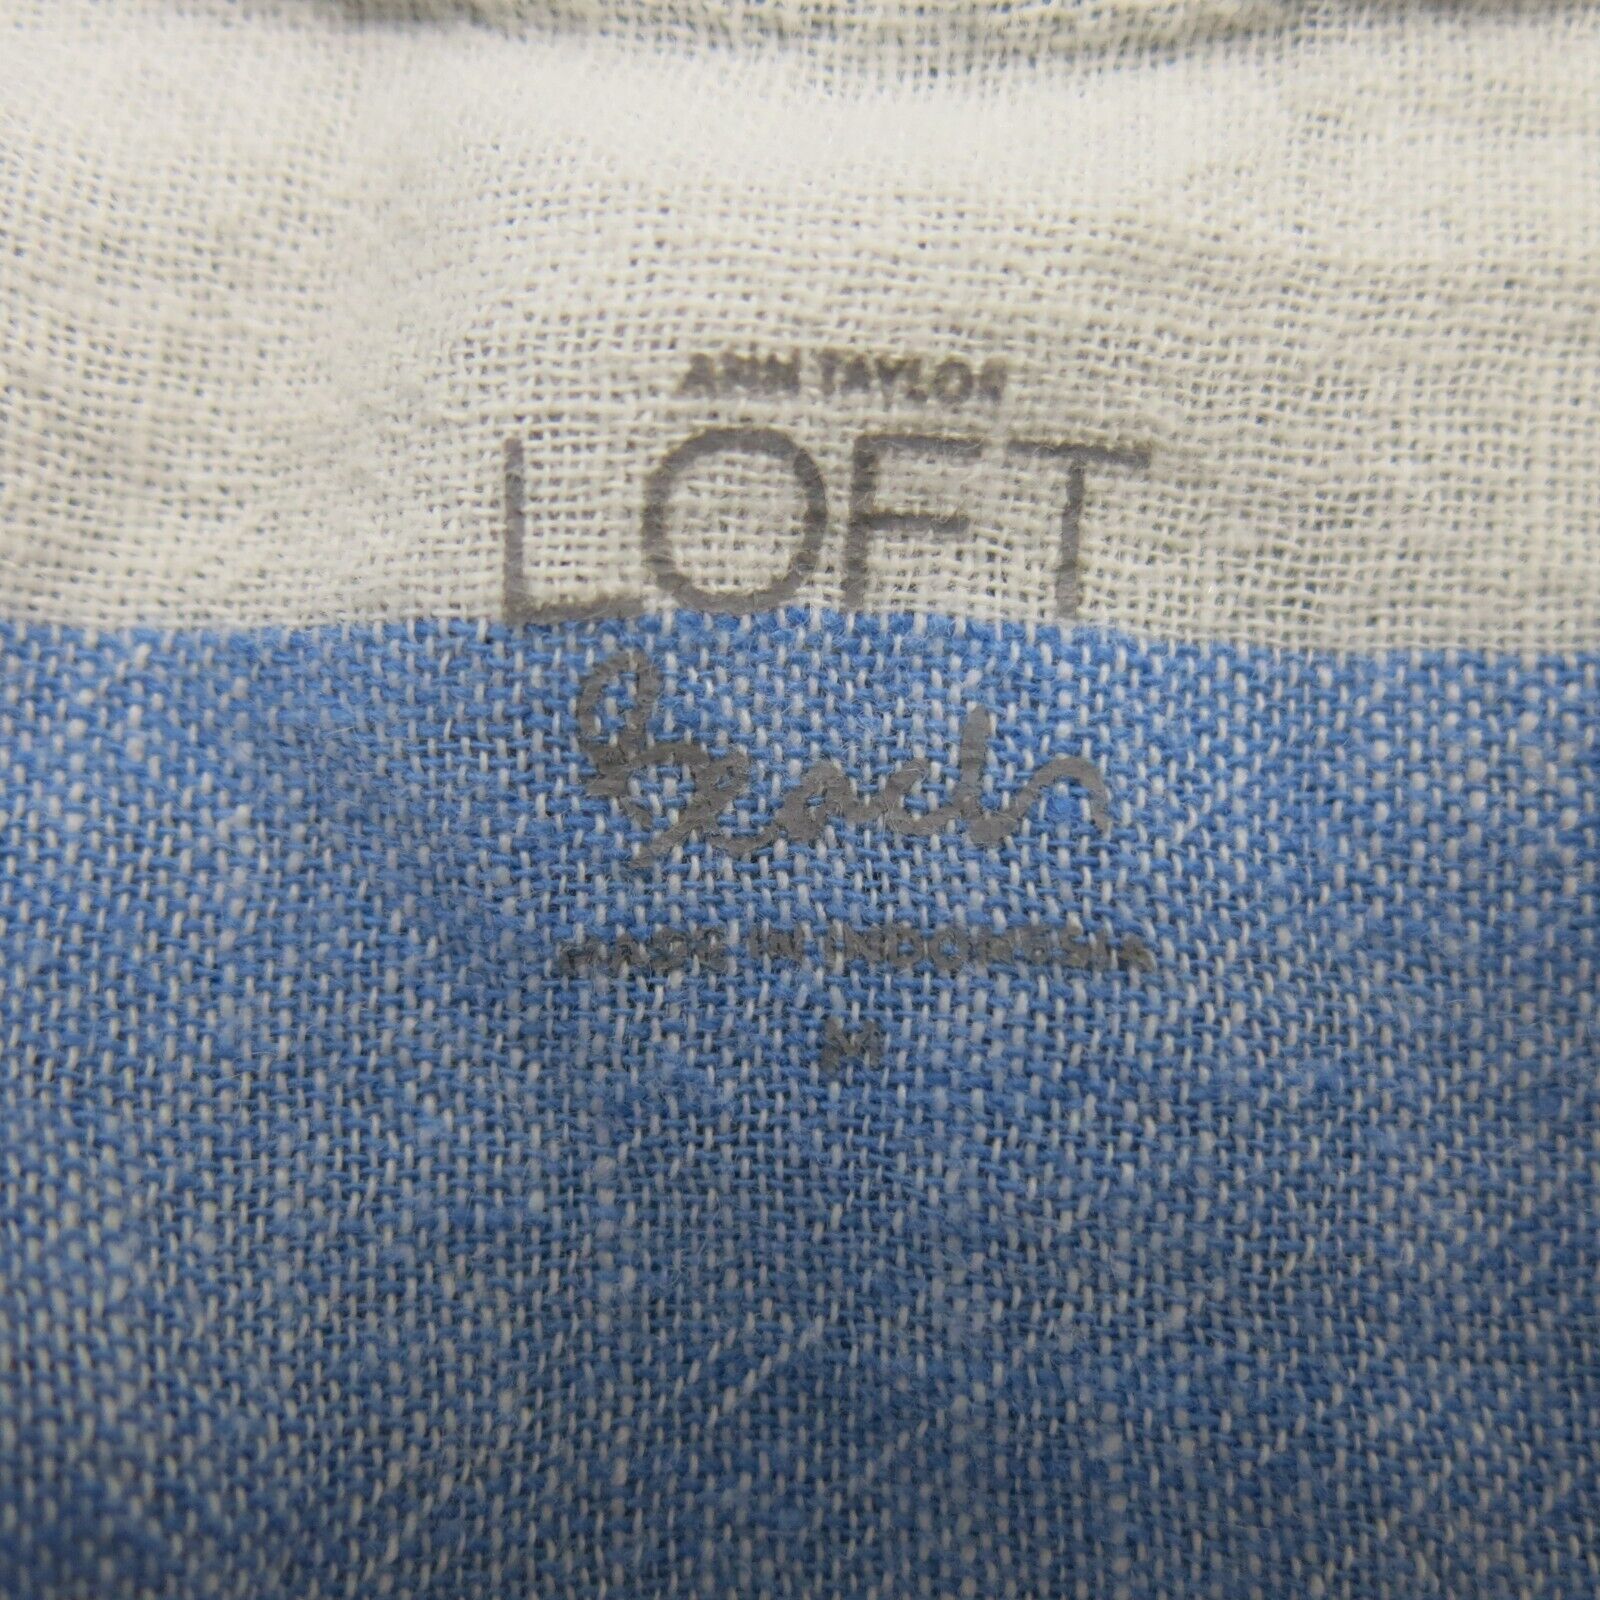 ANN TAYLOR
LOFT
Beach
MADE IN INDONESIA
M